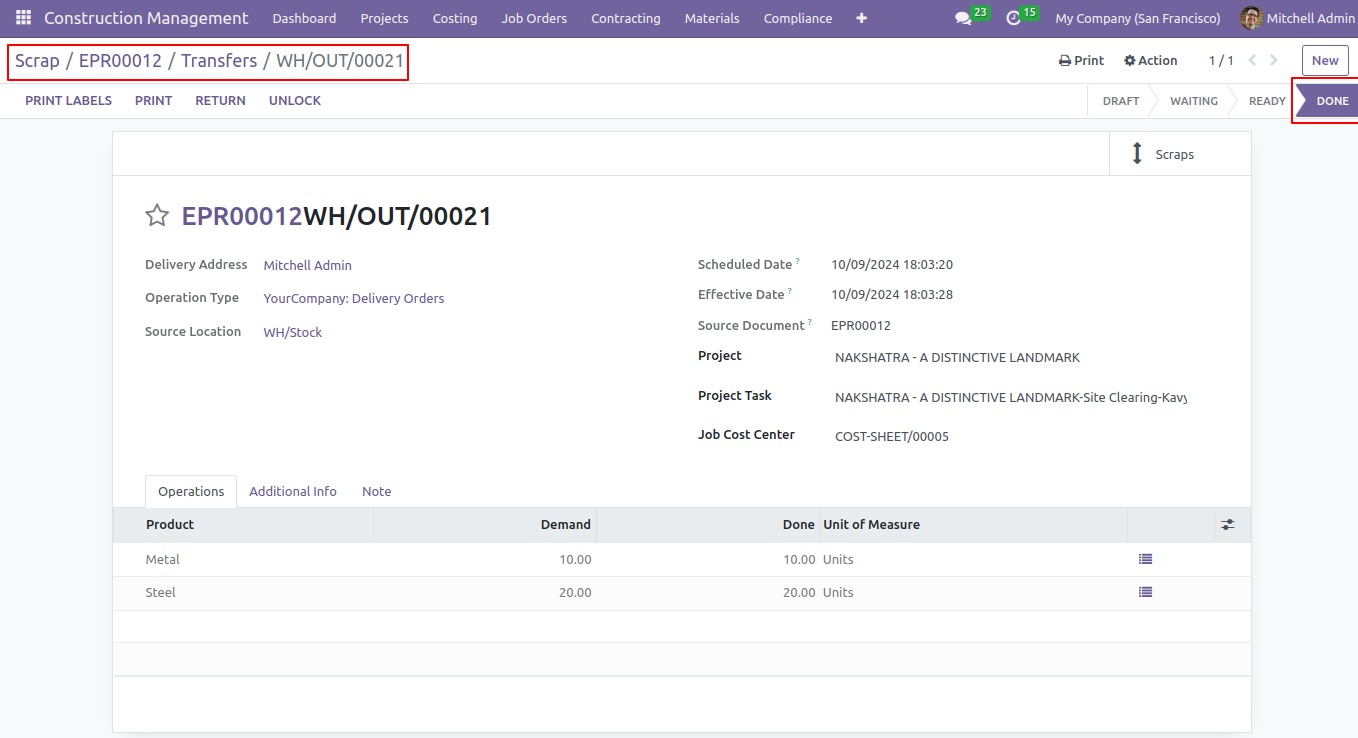 Construction Management Dashboard Projects Costing Job Orders Contracting Materials Compliance + 23 15 My Company (San Francisco) Mitchell Admin
Scrap / EPR00012 / Transfers / WH/OUT/00021 Print Action 1 / 1 New
PRINT LABELS PRINT RETURN UNLOCK DRAFT WAITING READY DONE
Scraps
EPR00012WH/OUT/00021
Delivery Address Mitchell Admin Scheduled Date ? 10/09/2024 18:03:20
Operation Type YourCompany: Delivery Orders Effective Date ? 10/09/2024 18:03:28
Source Location WH/Stock Source Document ? EPR00012
Project NAKSHATRA - A DISTINCTIVE LANDMARK
Project Task NAKSHATRA - A DISTINCTIVE LANDMARK-Site Clearing-Kavy
Job Cost Center COST-SHEET/00005
Operations Additional Info Note
Product Demand Done Unit of Measure
Metal 10.00 10.00 Units
Steel 20.00 20.00 Units